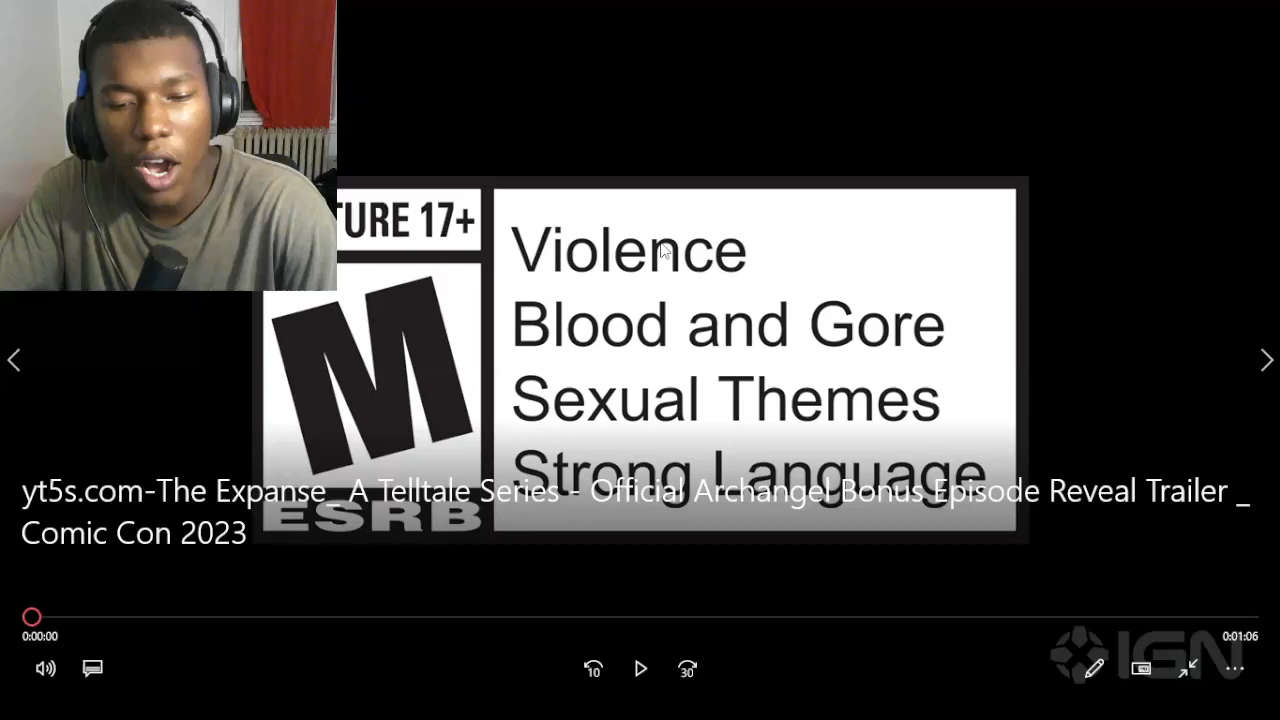 TURE 17+
Violence
Blood and Gore
Sexual Themes
Strong Language
M
ESRB
yt5s.com-The Expanse_ A Telltale Series - Official Archangel Bonus Episode Reveal Trailer _
Comic Con 2023
0:00:00
0:01:06
10
30
IGN